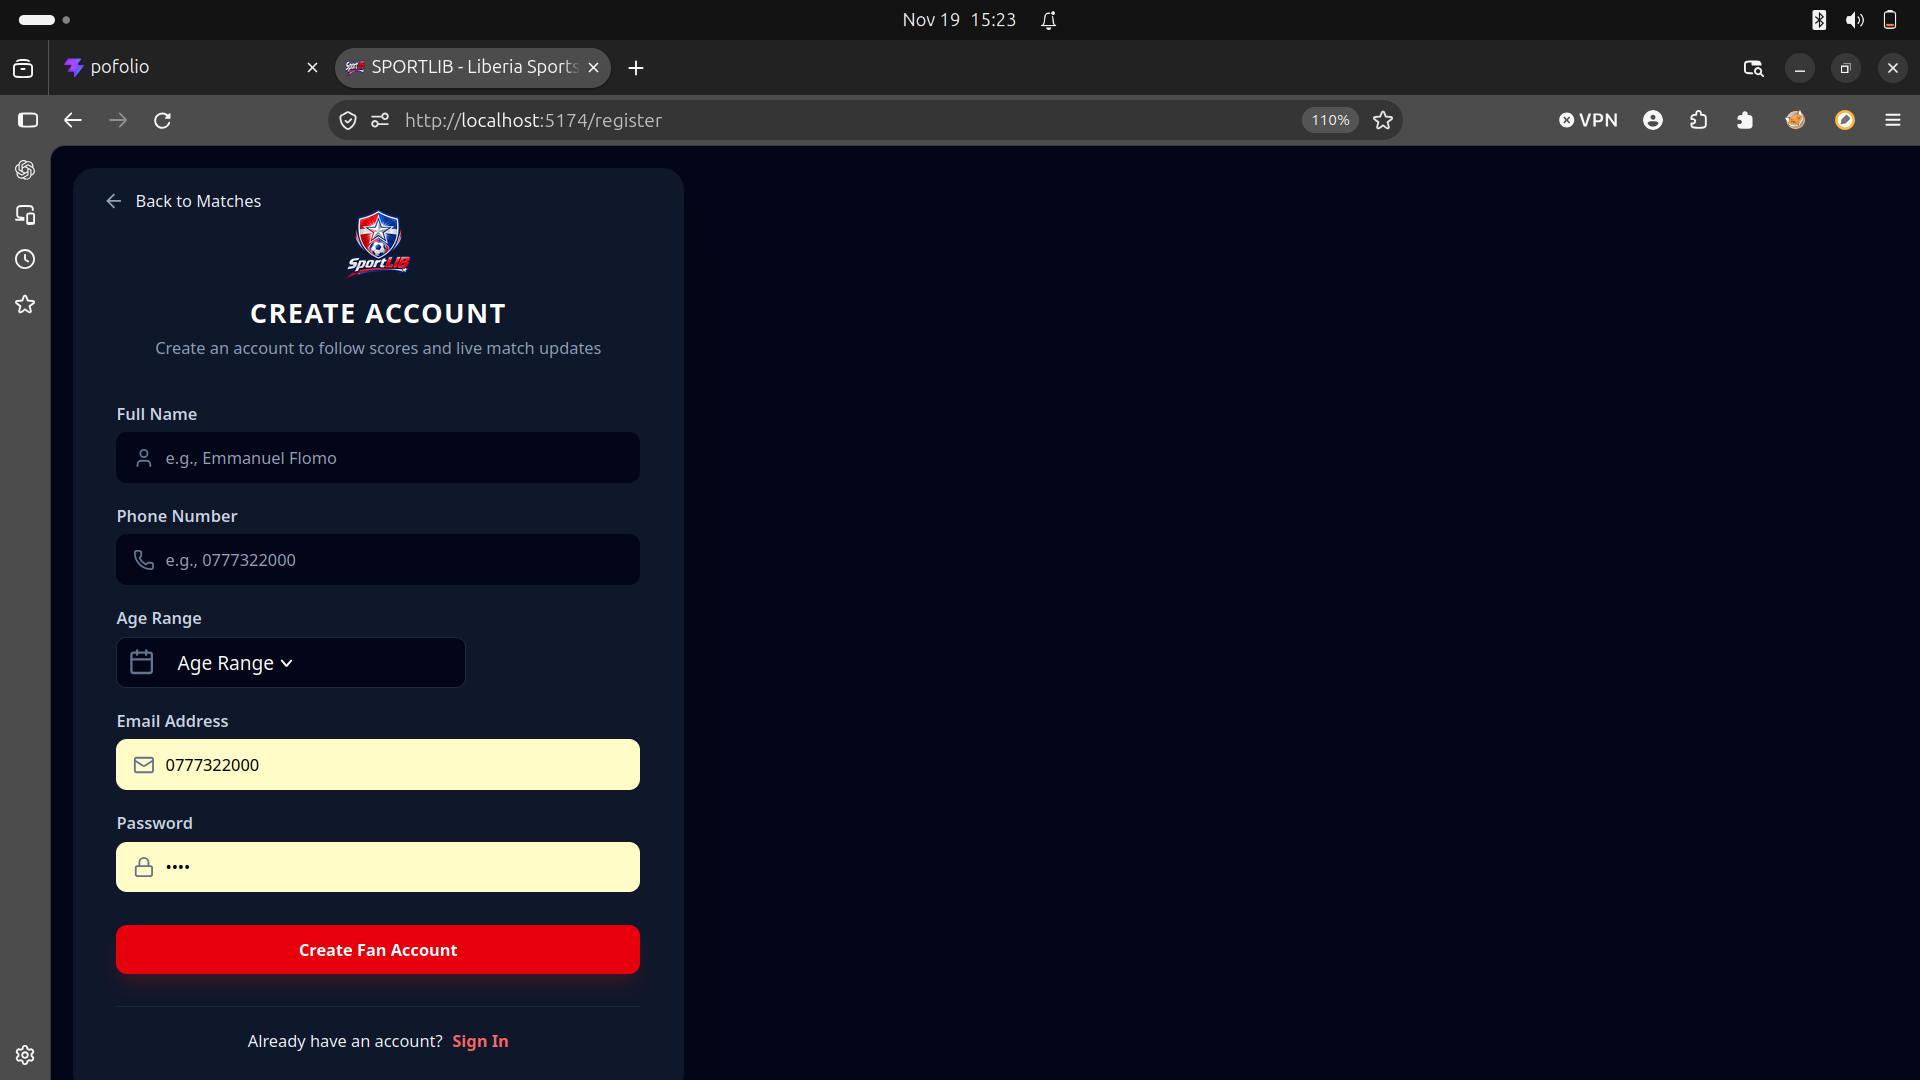 Nov 19 15:23
pofolio
SPORTLIB - Liberia Sports
http://localhost:5174/register
110%
VPN
Back to Matches
SportLIB
CREATE ACCOUNT
Create an account to follow scores and live match updates
Full Name
e.g., Emmanuel Flomo
Phone Number
e.g., 0777322000
Age Range
Age Range
Email Address
0777322000
Password
••••
Create Fan Account
Already have an account? Sign In